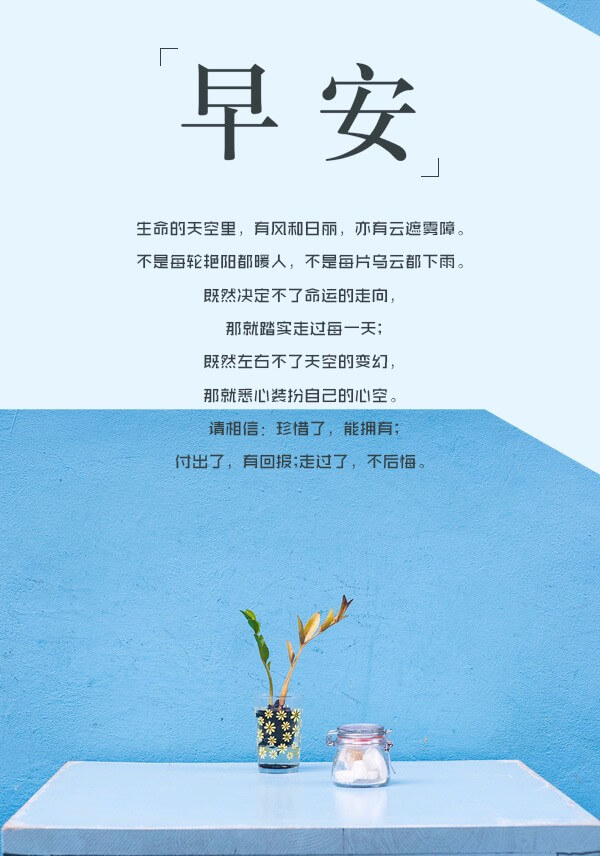 早安
生命的天空里，有风和日丽，亦有云遮雾障。
不是每轮艳阳都暖人，不是每片乌云都下雨。
既然决定不了命运的走向，
那就踏实走过每一天；
既然左右不了天空的变幻，
那就悉心装扮自己的心空。
请相信：珍惜了，能拥有；
付出了，有回报；走过了，不后悔。